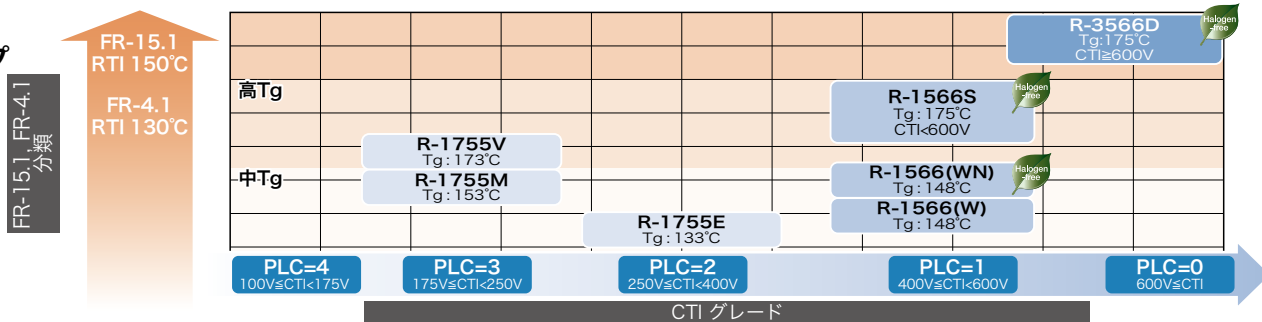 プ
FR-15.1, FR-4.1
分類
FR-15.1
RTI 150℃
FR-4.1
RTI 130℃
高Tg
中Tg
R-3566D
Tg:175℃
CTI≧600V
Halogen
-free
R-1566S
Tg : 175℃
CTI<600V
Halogen
-free
R-1755V
Tg : 173℃
R-1755M
Tg : 153℃
R-1566(WN)
Tg : 148℃
Halogen
-free
R-1566(W)
Tg : 148℃
R-1755E
Tg : 133℃
PLC=4
100V≦CTI<175V
PLC=3
175V≦CTI<250V
PLC=2
250V≦CTI<400V
PLC=1
400V≦CTI<600V
PLC=0
600V≦CTI
CTI グレード